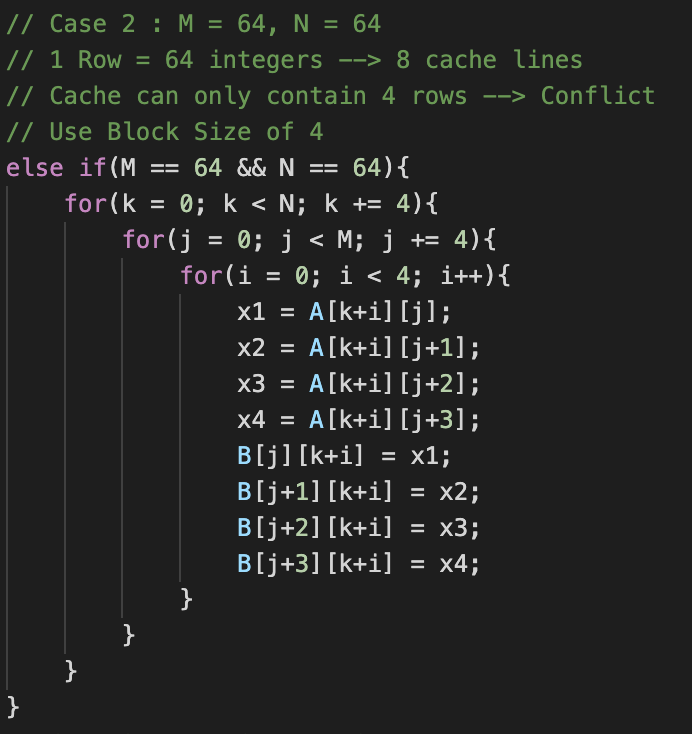 // Case 2 : M = 64, N = 64
// 1 Row = 64 integers --> 8 cache lines
// Cache can only contain 4 rows --> Conflict
// Use Block Size of 4
else if(M == 64 && N == 64){
    for(k = 0; k < N; k += 4){
        for(j = 0; j < M; j += 4){
            for(i = 0; i < 4; i++){
                x1 = A[k+i][j];
                x2 = A[k+i][j+1];
                x3 = A[k+i][j+2];
                x4 = A[k+i][j+3];
                B[j][k+i] = x1;
                B[j+1][k+i] = x2;
                B[j+2][k+i] = x3;
                B[j+3][k+i] = x4;
            }
        }
    }
}